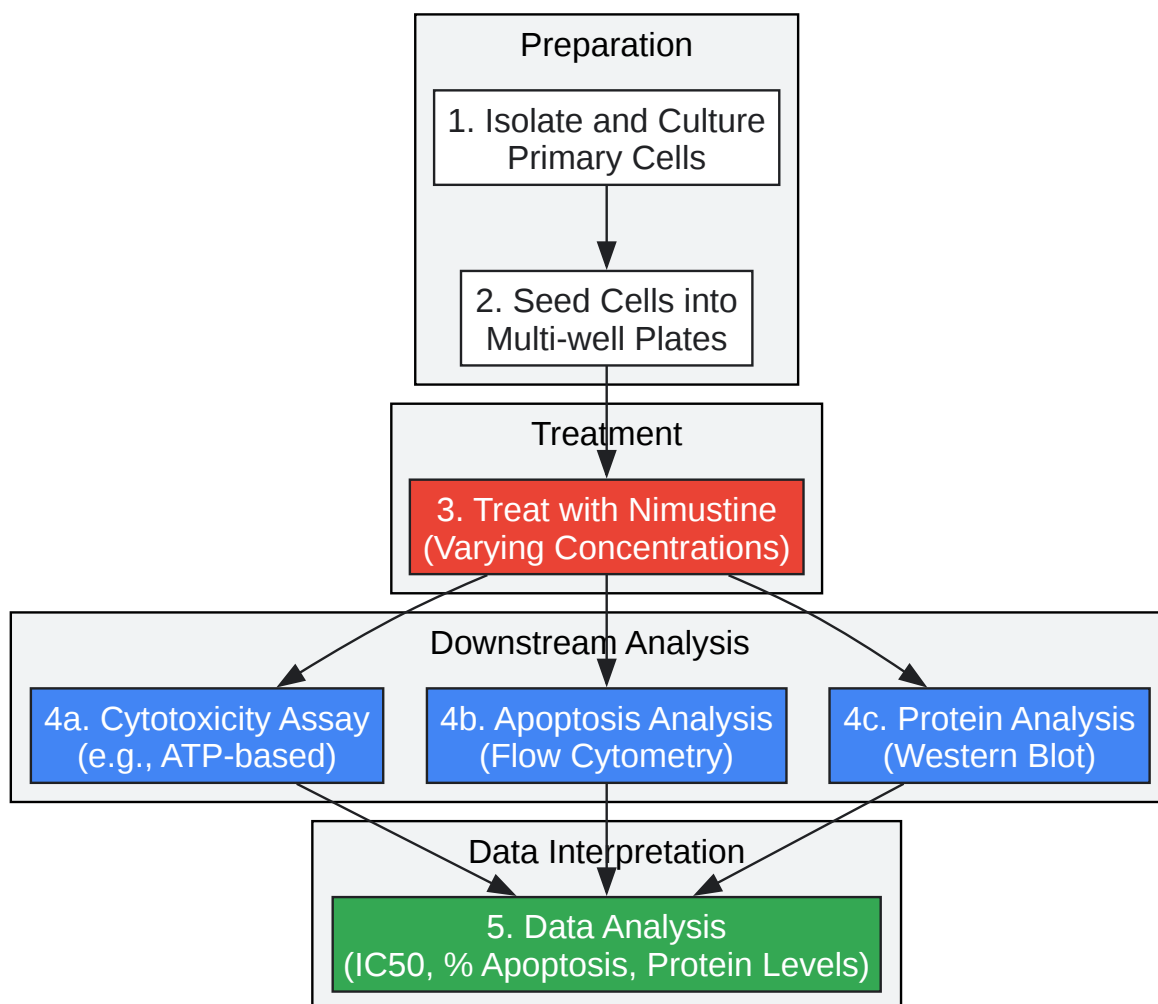 Preparation
1. Isolate and Culture
Primary Cells
2. Seed Cells into
Multi-well Plates
Treatment
3. Treat with Nimustine
(Varying Concentrations)
Downstream Analysis
4a. Cytotoxicity Assay
(e.g., ATP-based)
4b. Apoptosis Analysis
(Flow Cytometry)
4c. Protein Analysis
(Western Blot)
Data Interpretation
5. Data Analysis
(IC50, % Apoptosis, Protein Levels)